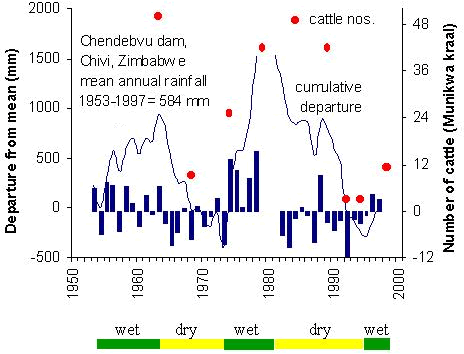 2000
1500
1000
500
0
-500
Departure from mean (mm)
Chendebvu dam,
Chivi, Zimbabwe
mean annual rainfall
1953-1997 = 584 mm
cattle nos.
cumulative
departure
48
36
24
12
0
-12
Number of cattle (Munikwa kraal)
1950
1960
1970
1980
1990
2000
wet
dry
wet
dry
wet